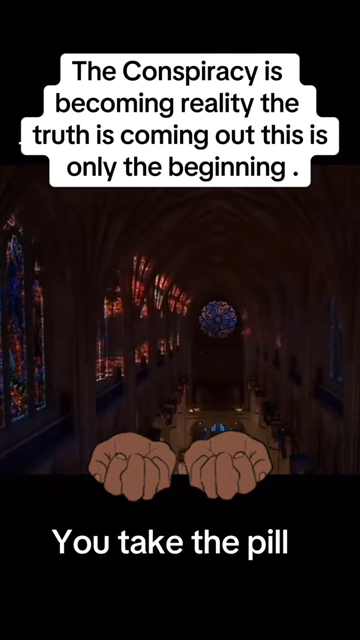 The Conspiracy is
becoming reality the
truth is coming out this is
only the beginning .
You take the pill